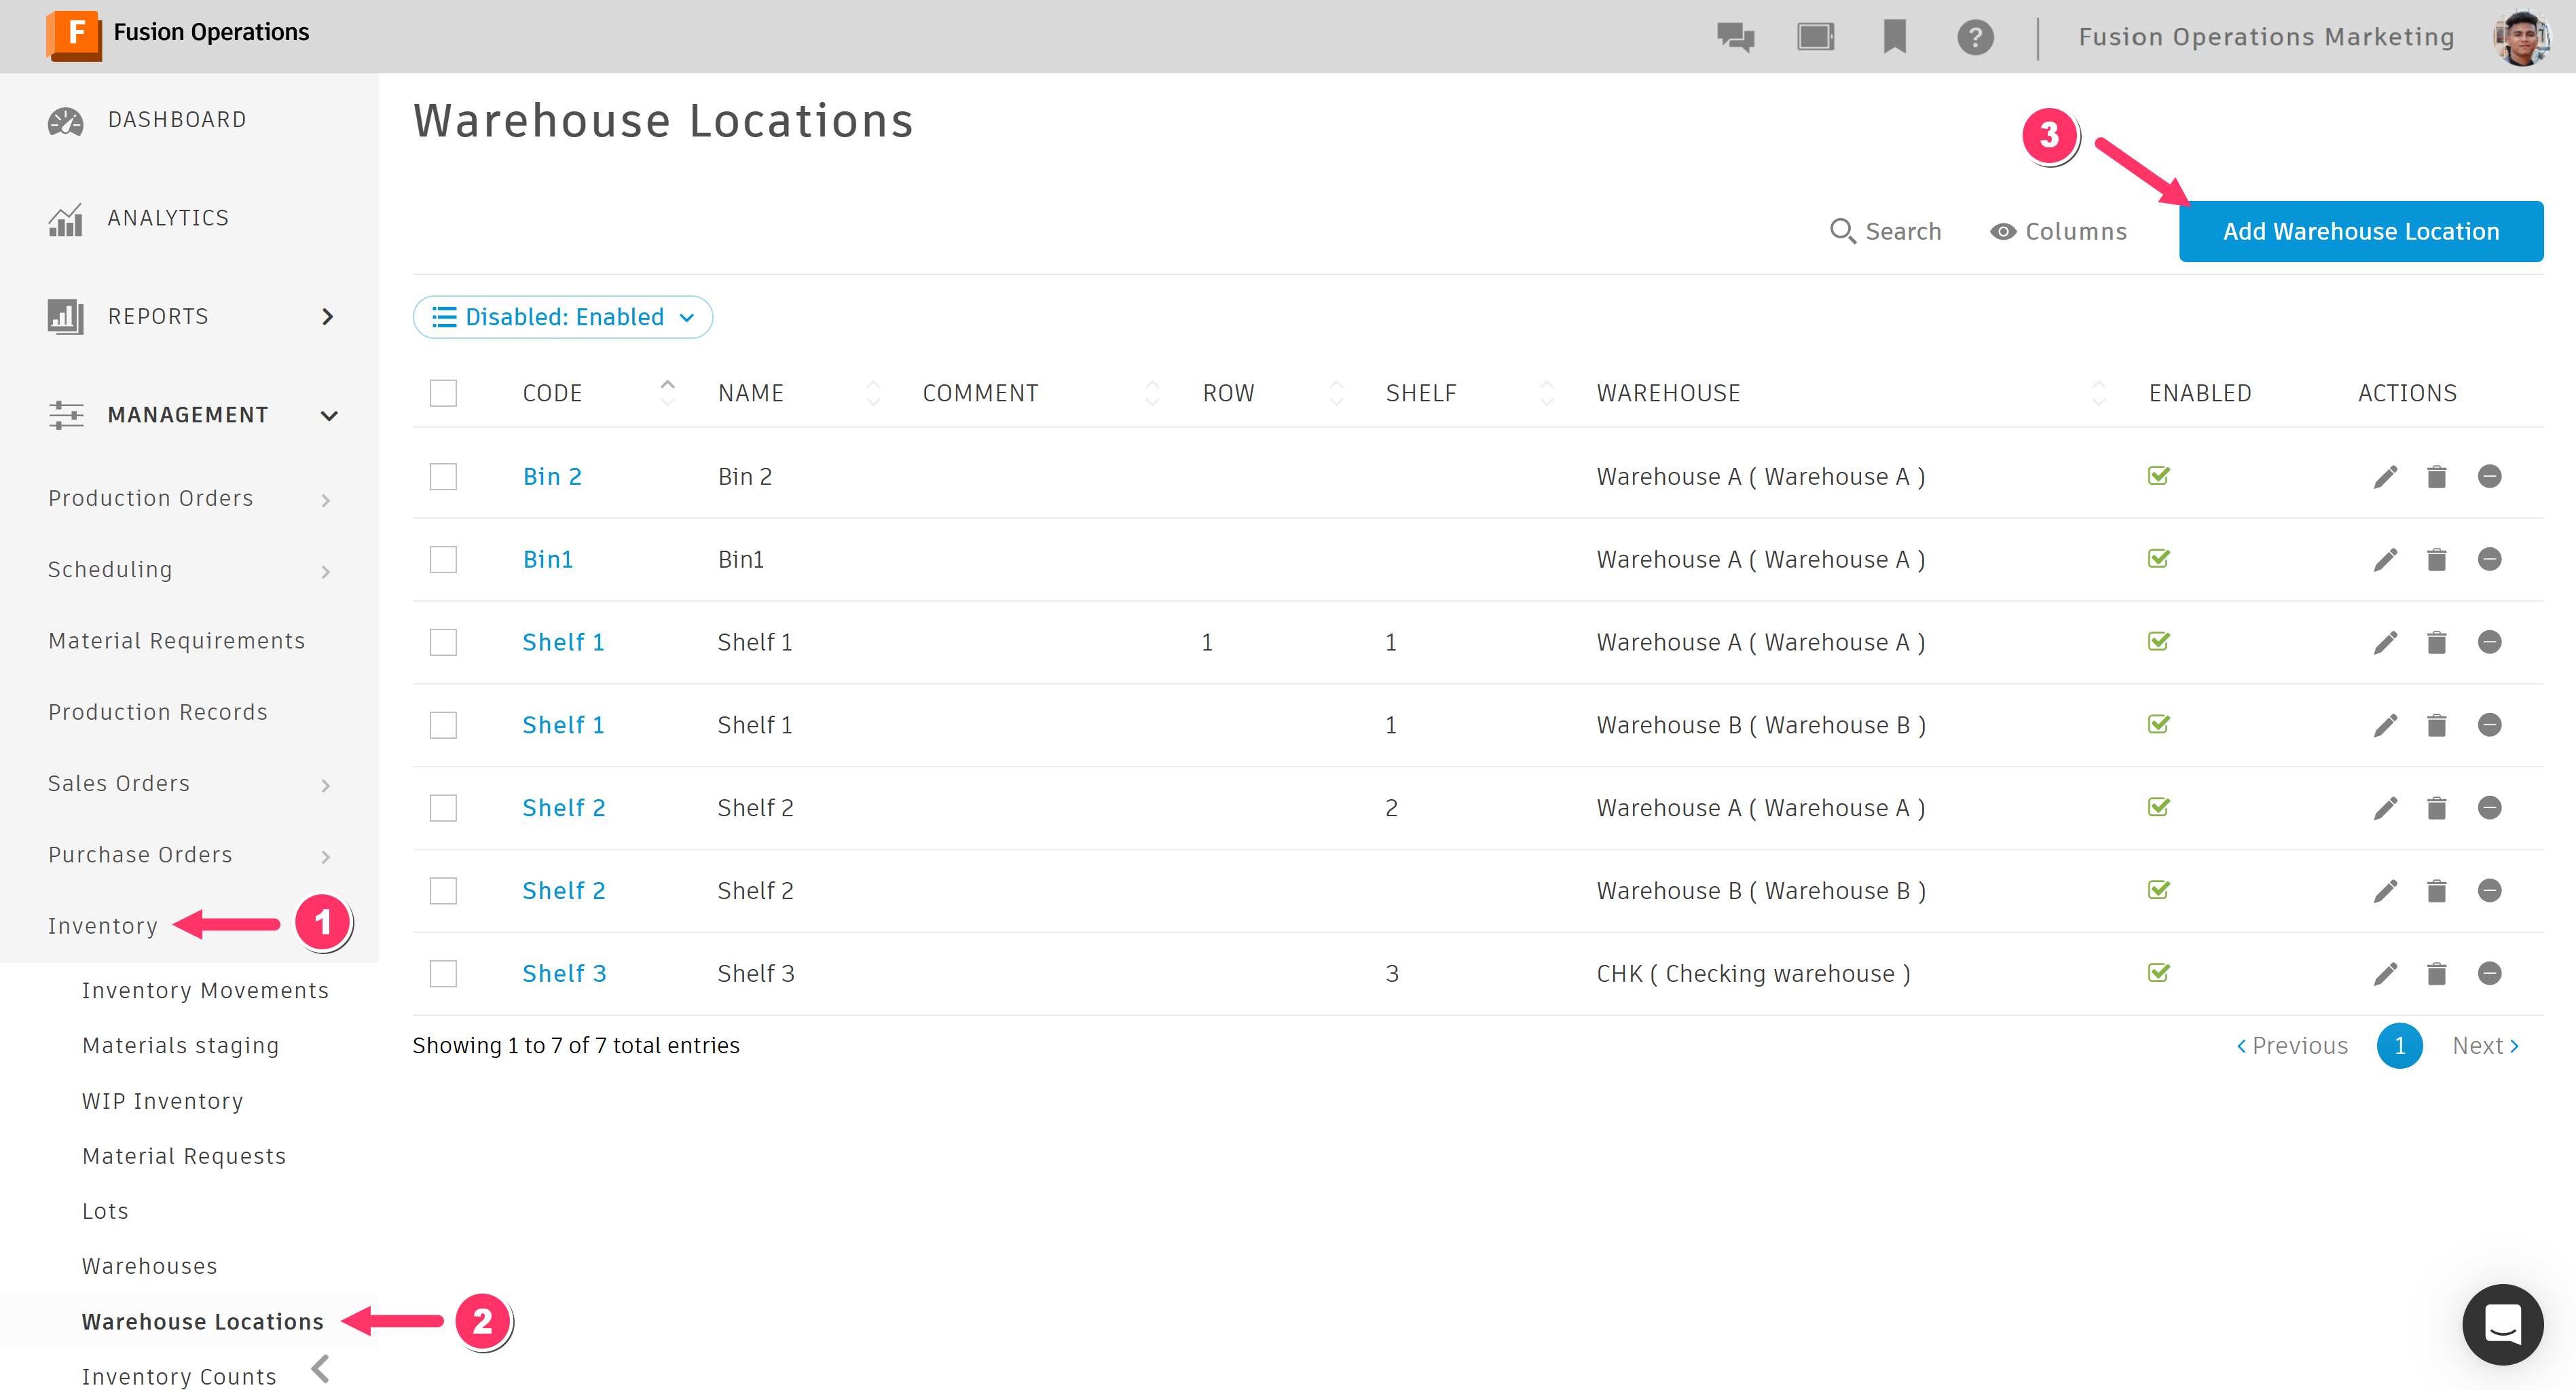 F Fusion Operations
? Fusion Operations Marketing
DASHBOARD
ANALYTICS
REPORTS
MANAGEMENT
Production Orders
Scheduling
Material Requirements
Production Records
Sales Orders
Purchase Orders
Inventory
1
Inventory Movements
Materials staging
WIP Inventory
Material Requests
Lots
Warehouses
Warehouse Locations
2
Inventory Counts
Warehouse Locations
3
Search Columns Add Warehouse Location
Disabled: Enabled
CODE NAME COMMENT ROW SHELF WAREHOUSE ENABLED ACTIONS
Bin 2 Bin 2 Warehouse A ( Warehouse A )
Bin1 Bin1 Warehouse A ( Warehouse A )
Shelf 1 Shelf 1 1 1 Warehouse A ( Warehouse A )
Shelf 1 Shelf 1 1 Warehouse B ( Warehouse B )
Shelf 2 Shelf 2 2 Warehouse A ( Warehouse A )
Shelf 2 Shelf 2 Warehouse B ( Warehouse B )
Shelf 3 Shelf 3 3 CHK ( Checking warehouse )
Showing 1 to 7 of 7 total entries
Previous 1 Next